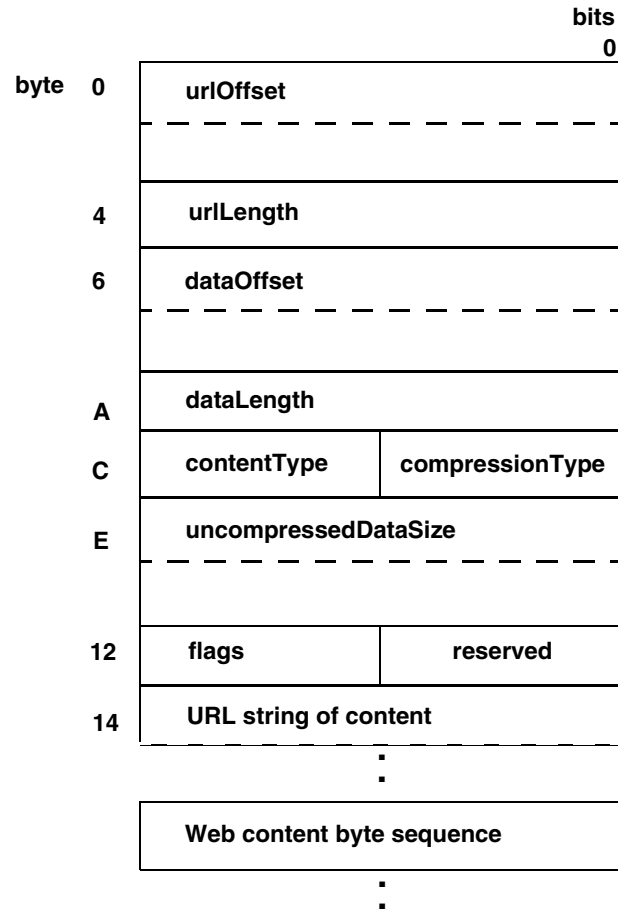 bits
0
byte 0 urlOffset
4 urlLength
6 dataOffset
A dataLength
C contentType compressionType
E uncompressedDataSize
12 flags reserved
14 URL string of content
Web content byte sequence